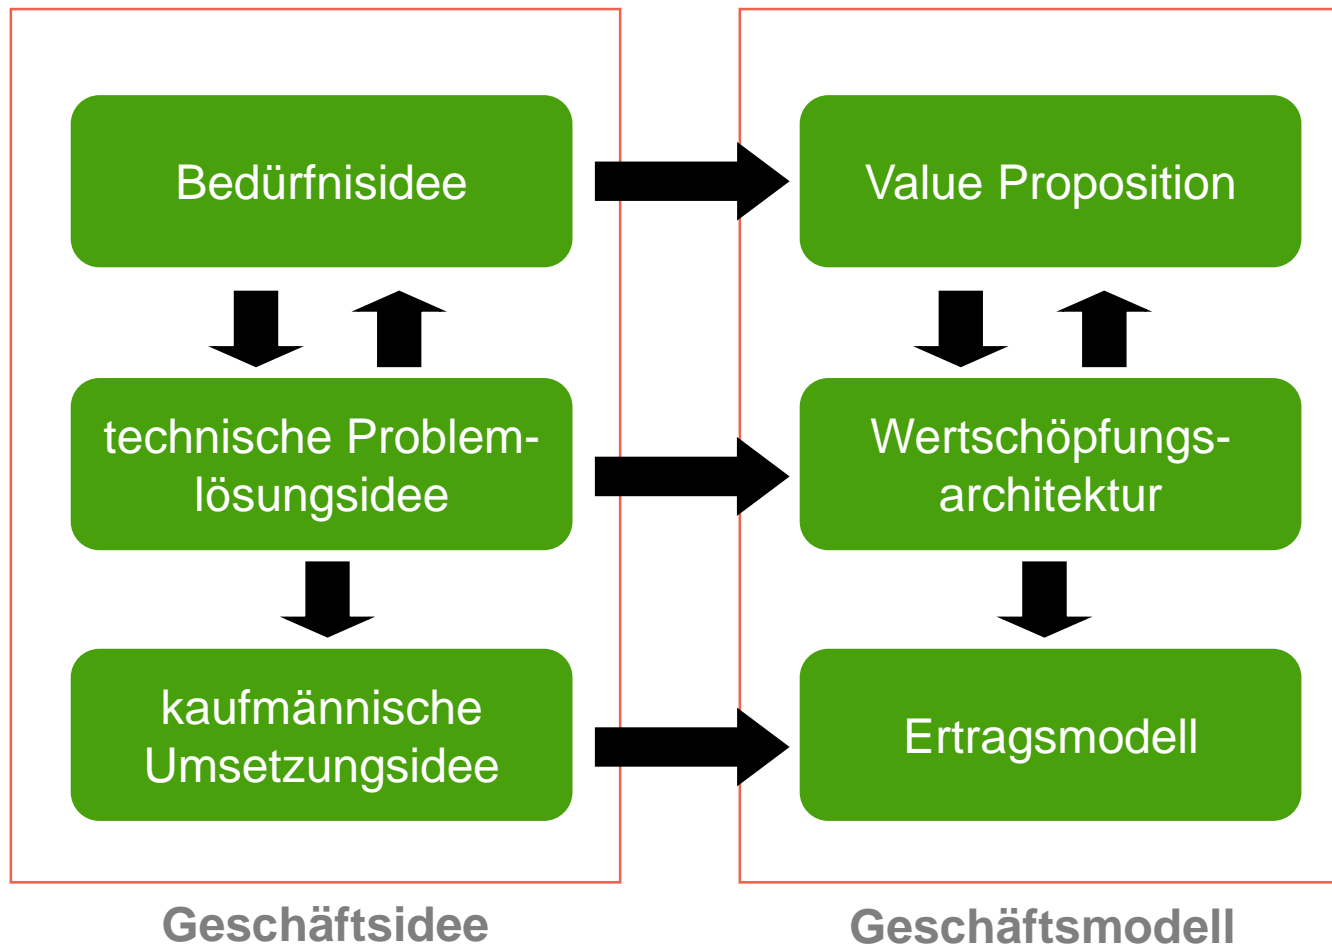 Bedürfnisidee
Value Proposition
technische Problem-
lösungsidee
Wertschöpfungs-
architektur
kaufmännische
Umsetzungsidee
Ertragsmodell
Geschäftsidee
Geschäftsmodell